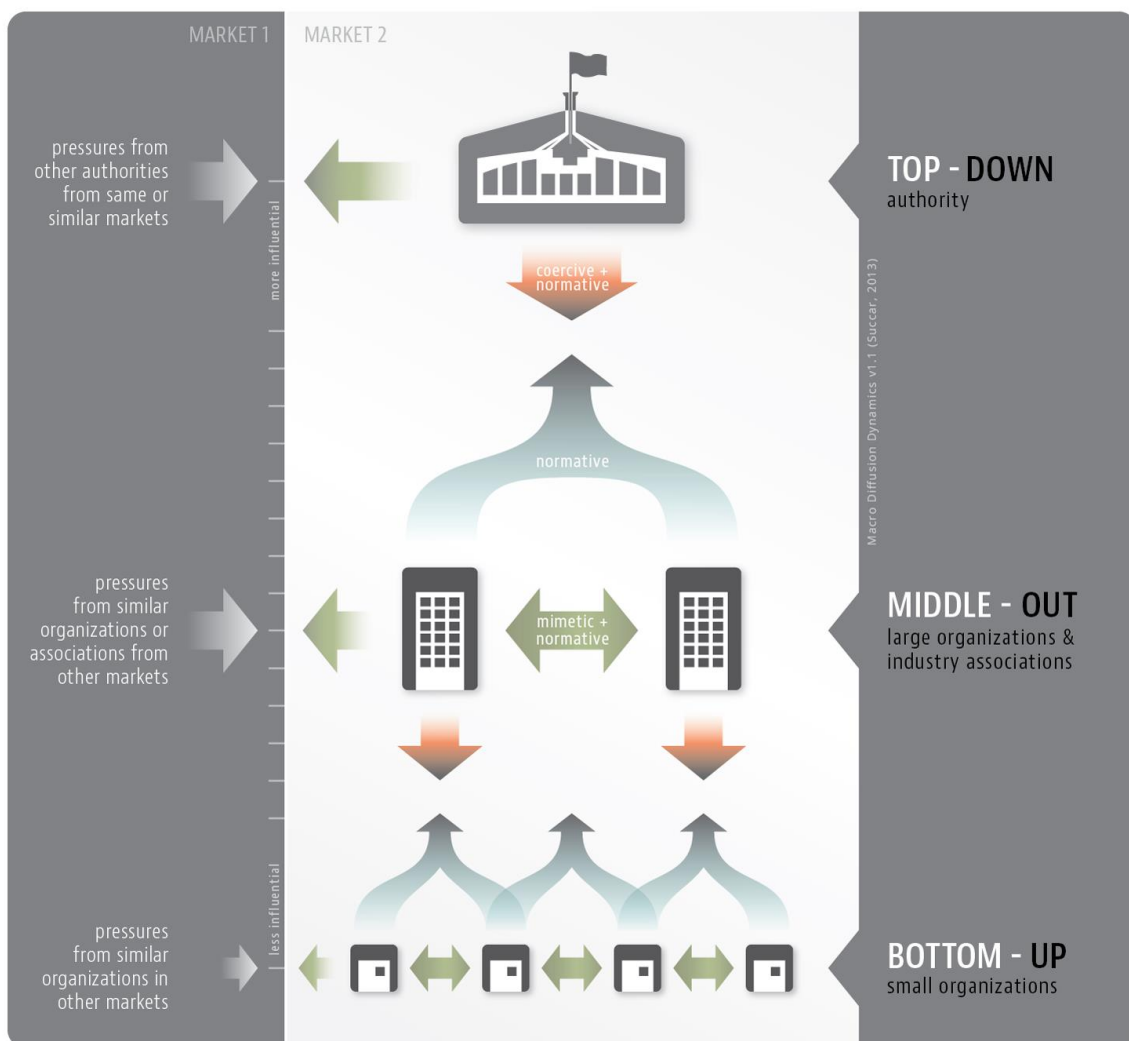 MARKET 1
MARKET 2
pressures from
other authorities
from same or
similar markets
more influential
TOP - DOWN
authority
coercive +
normative
Macro Diffusion Dynamics v1.1 (Succar, 2013)
normative
pressures
from similar
organizations or
associations from
other markets
mimetic +
normative
MIDDLE - OUT
large organizations &
industry associations
less influential
pressures
from similar
organizations in
other markets
BOTTOM - UP
small organizations